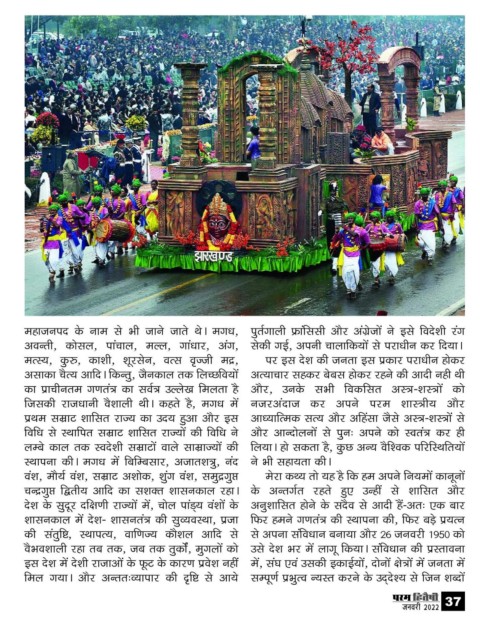 झारखण्ड
महाजनपद के नाम से भी जाने जाते थे। मगध,
अवन्ती, कोसल, पांचाल, मल्ल, गांधार, अंग,
मत्स्य, कुरु, काशी, शूरसेन, वत्स वृज्जी मद्र,
असाका चैत्य आदि। किन्तु, जैनकाल तक लिच्छवियों
का प्राचीनतम गणतंत्र का सर्वत्र उल्लेख मिलता है
जिसकी राजधानी वैशाली थी। कहते है, मगध में
प्रथम सम्राट शासित राज्य का उदय हुआ और इस
विधि से स्थापित सम्राट शासित राज्यों की विधि ने
लम्बे काल तक स्वदेशी सम्राटों वाले साम्राज्यों की
स्थापना की। मगध में बिम्बिसार, अजातशत्रु, नंद
वंश, मौर्य वंश, सम्राट अशोक, शुंग वंश, समुद्रगुप्त
चन्द्रगुप्त द्वितीय आदि का सशक्त शासनकाल रहा।
देश के सुदूर दक्षिणी राज्यों में, चोल पांड्य वंशों के
शासनकाल में देश- शासनतंत्र की सुव्यवस्था, प्रजा
की संतुष्टि, स्थापत्य, वाणिज्य कौशल आदि से
वैभवशाली रहा तब तक, जब तक तुर्कों, मुगलों को
इस देश में देशी राजाओं के फूट के कारण प्रवेश नहीं
मिल गया। और अन्ततःव्यापार की दृष्टि से आये
पुर्तगाली फ्रांसिसी और अंग्रेजों ने इसे विदेशी रंग
सेकी गई, अपनी चालाकियों से पराधीन कर दिया।
पर इस देश की जनता इस प्रकार पराधीन होकर
अत्याचार सहकर बेबस होकर रहने की आदी नही थी
और, उनके सभी विकसित अस्त्र-शस्त्रों को
नजरअंदाज कर अपने परम शास्त्रीय और
आध्यात्मिक सत्य और अहिंसा जैसे अस्त्र-शस्त्रों से
और आन्दोलनों से पुनः अपने को स्वतंत्र कर ही
लिया। हो सकता है, कुछ अन्य वैश्विक परिस्थितियों
ने भी सहायता की।
मेरा कथ्य तो यह है कि हम अपने नियमों कानूनों
के अन्तर्गत रहते हुए उन्हीं से शासित और
अनुशासित होने के सदैव से आदी हैं-अतः एक बार
फिर हमने गणतंत्र की स्थापना की, फिर बड़े प्रयत्न
से अपना संविधान बनाया और 26 जनवरी 1950 को
उसे देश भर में लागू किया। संविधान की प्रस्तावना
में, संघ एवं उसकी इकाईयों, दोनों क्षेत्रों में जनता में
सम्पूर्ण प्रभुत्व न्यस्त करने के उद्देश्य से जिन शब्दों
परम हितैषी
जनवरी 2022
37